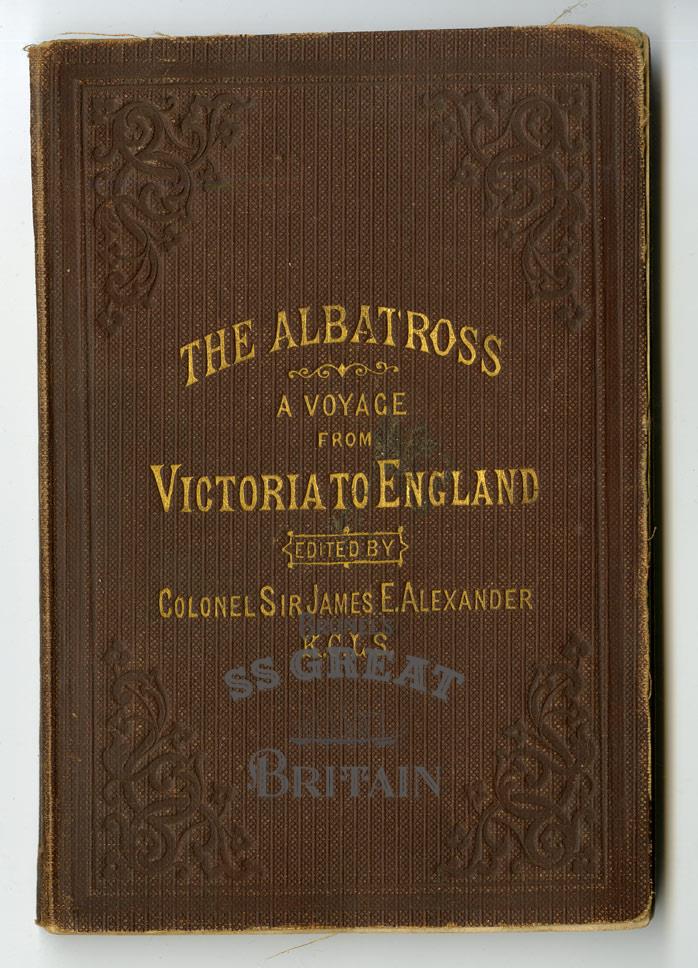 THE ALBATROSS
A VOYAGE
FROM
VICTORIA TO ENGLAND
EDITED BY
COLONEL SIR JAMES E. ALEXANDER
K.C.L.S.
BRUNEL'S
SS GREAT
BRITAIN